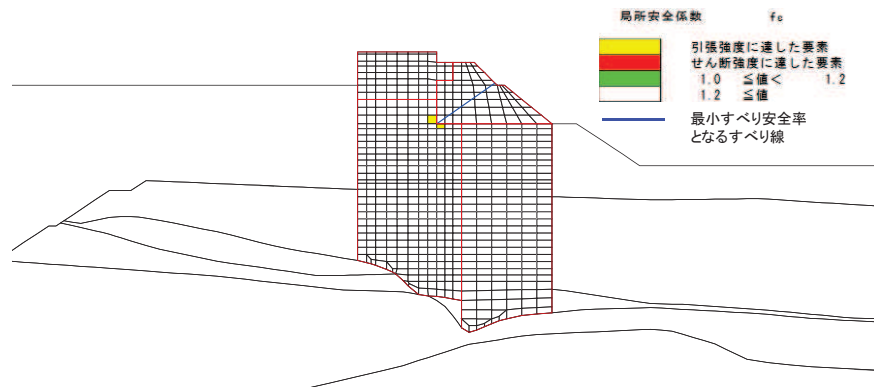 局所安全係数 fs
引張強度に達した要素
せん断強度に達した要素
1.0 ≦値< 1.2
1.2 ≦値
最小すべり安全率
となるすべり線